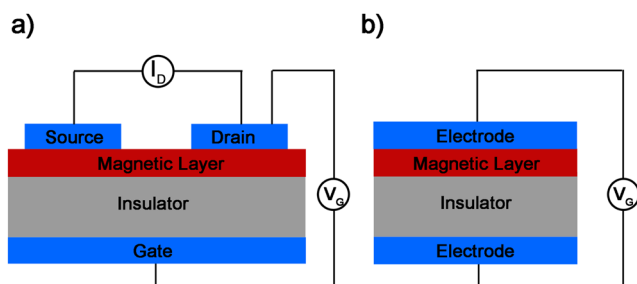 a)
I_D
Source
Drain
Magnetic Layer
Insulator
Gate
V_G
b)
Electrode
Magnetic Layer
Insulator
Electrode
V_G